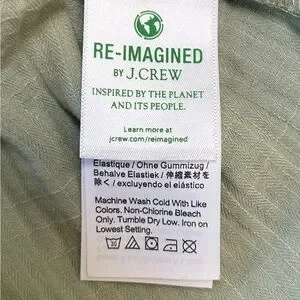 RE-IMAGINED
BY J.CREW
INSPIRED BY THE PLANET
AND ITS PEOPLE.
Learn more at
jcrew.com/reimagined
Elastique / Ohne Gummizug /
Behalve Elastiek / 伸縮素材を
除く / excluyendo el elástico
Machine Wash Cold With Like
Colors. Non-Chlorine Bleach
Only. Tumble Dry Low. Iron on
Lowest Setting.
30